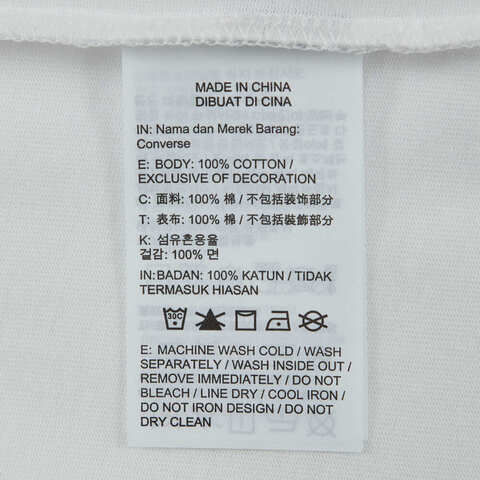 MADE IN CHINA
DIBUAT DI CINA
IN: Nama dan Merek Barang:
Converse
E: BODY: 100% COTTON /
EXCLUSIVE OF DECORATION
C: 面料: 100% 棉 / 不包括装饰部分
T: 表布: 100% 棉 / 不包括裝飾部分
K: 섬유혼용율
겉감: 100% 면
IN: BADAN: 100% KATUN / TIDAK
TERMASUK HIASAN
30C
E: MACHINE WASH COLD / WASH
SEPARATELY / WASH INSIDE OUT /
REMOVE IMMEDIATELY / DO NOT
BLEACH / LINE DRY / COOL IRON /
DO NOT IRON DESIGN / DO NOT
DRY CLEAN